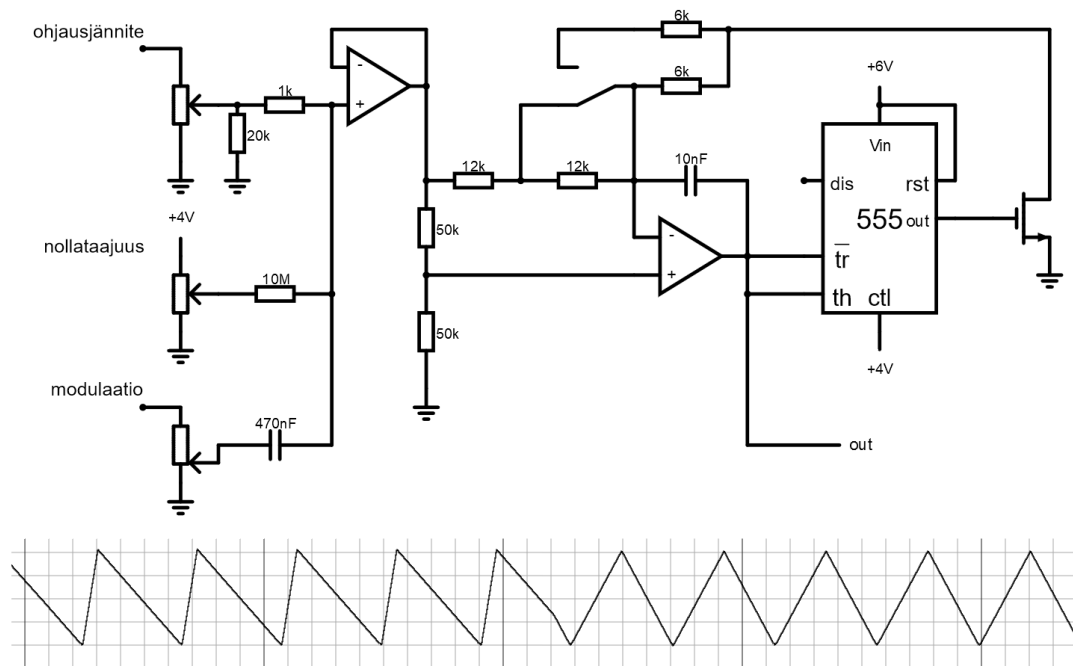 ohjausjännite
1k
20k
+4V
nollataajuus
10M
modulaatio
470nF
-
+
12k
12k
50k
50k
6k
6k
10nF
-
+
+6V
Vin
dis
rst
555 out
tr
th ctl
+4V
out